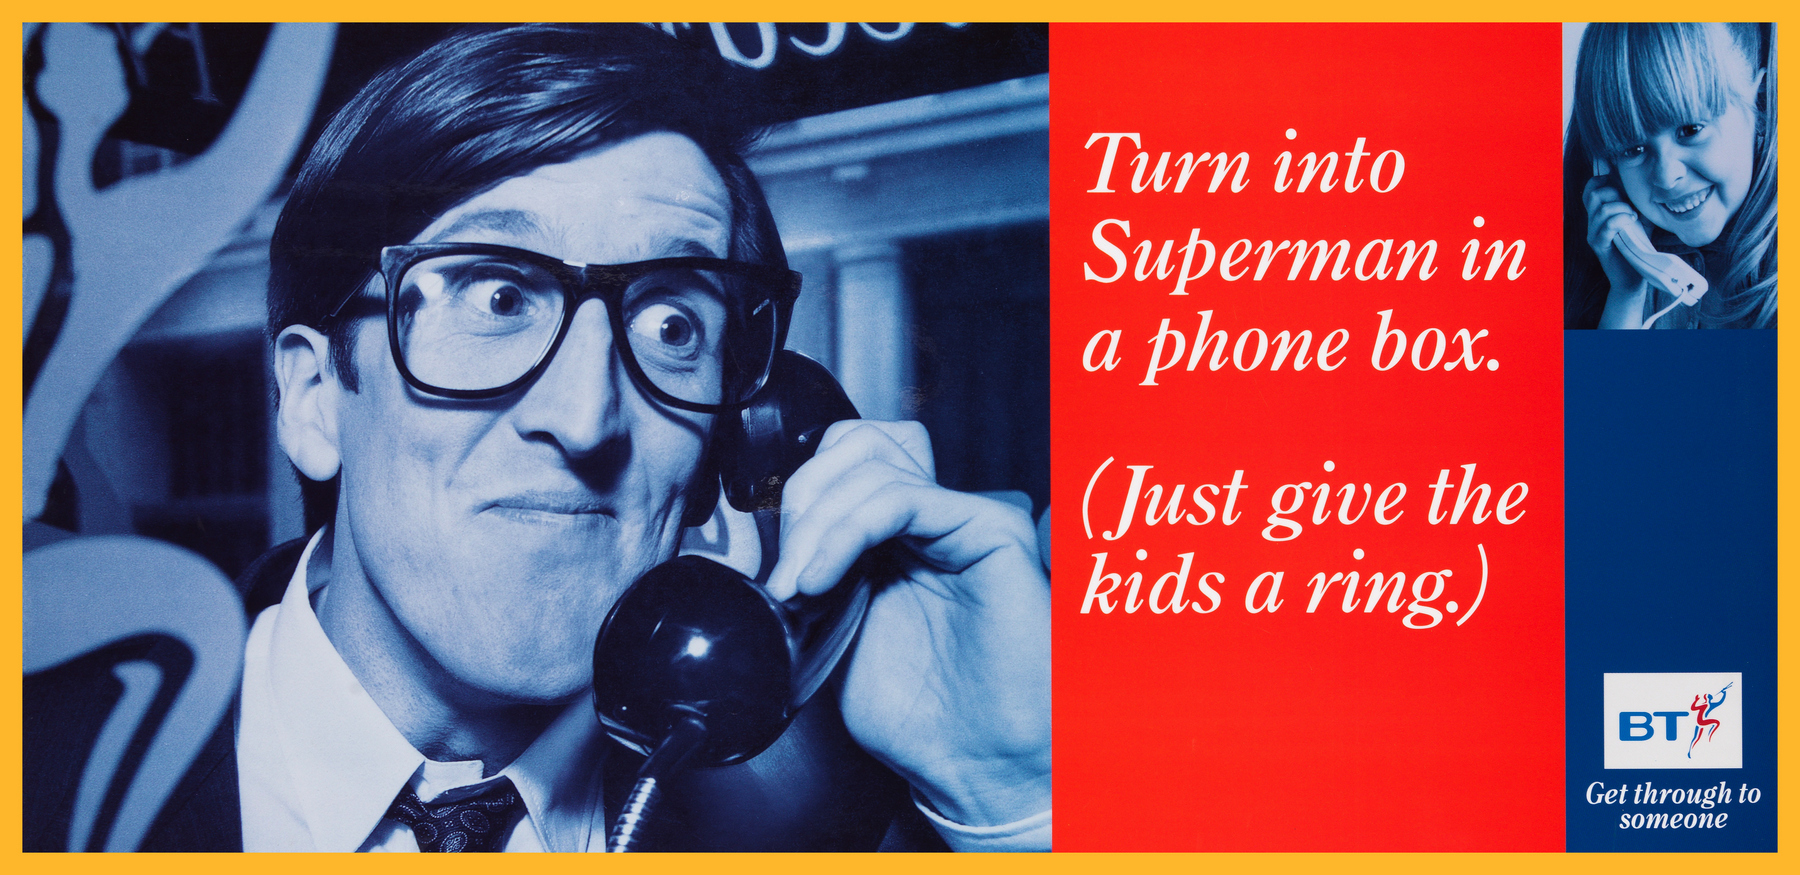 Turn into
Superman in
a phone box.
(Just give the
kids a ring.)
BT
Get through to
someone